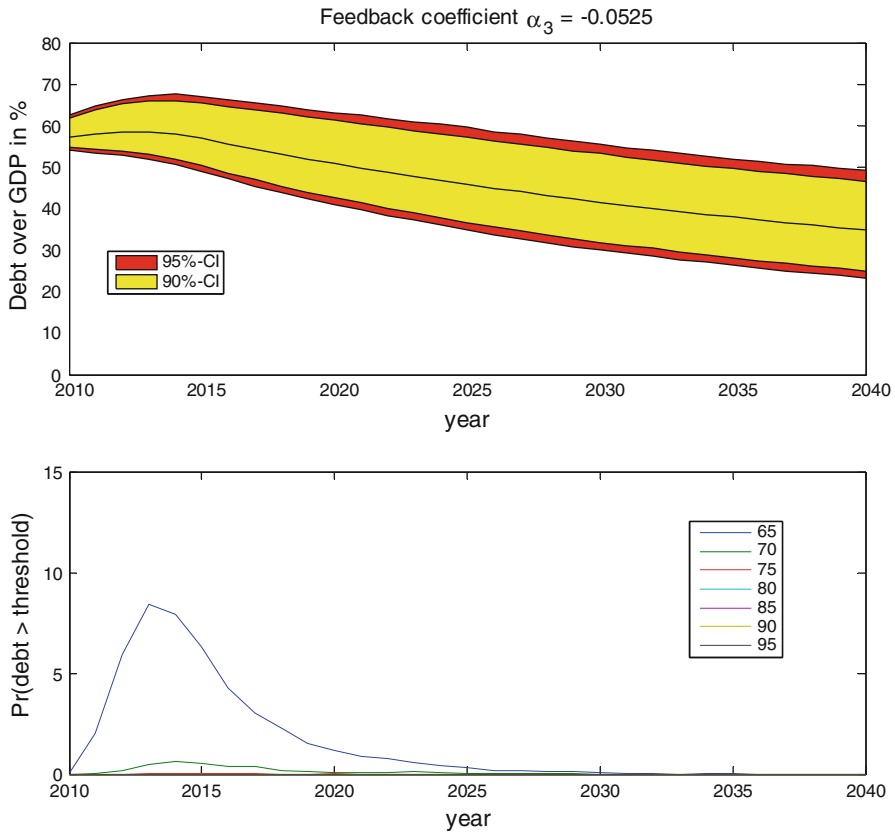 Feedback coefficient α3 = -0.0525
80
70
60
50
40
30
20
10
0
Debt over GDP in %
95%-CI
90%-CI
2010 2015 2020 2025 2030 2035 2040
year
15
10
5
0
Pr(debt > threshold)
65
70
75
80
85
90
95
2010 2015 2020 2025 2030 2035 2040
year